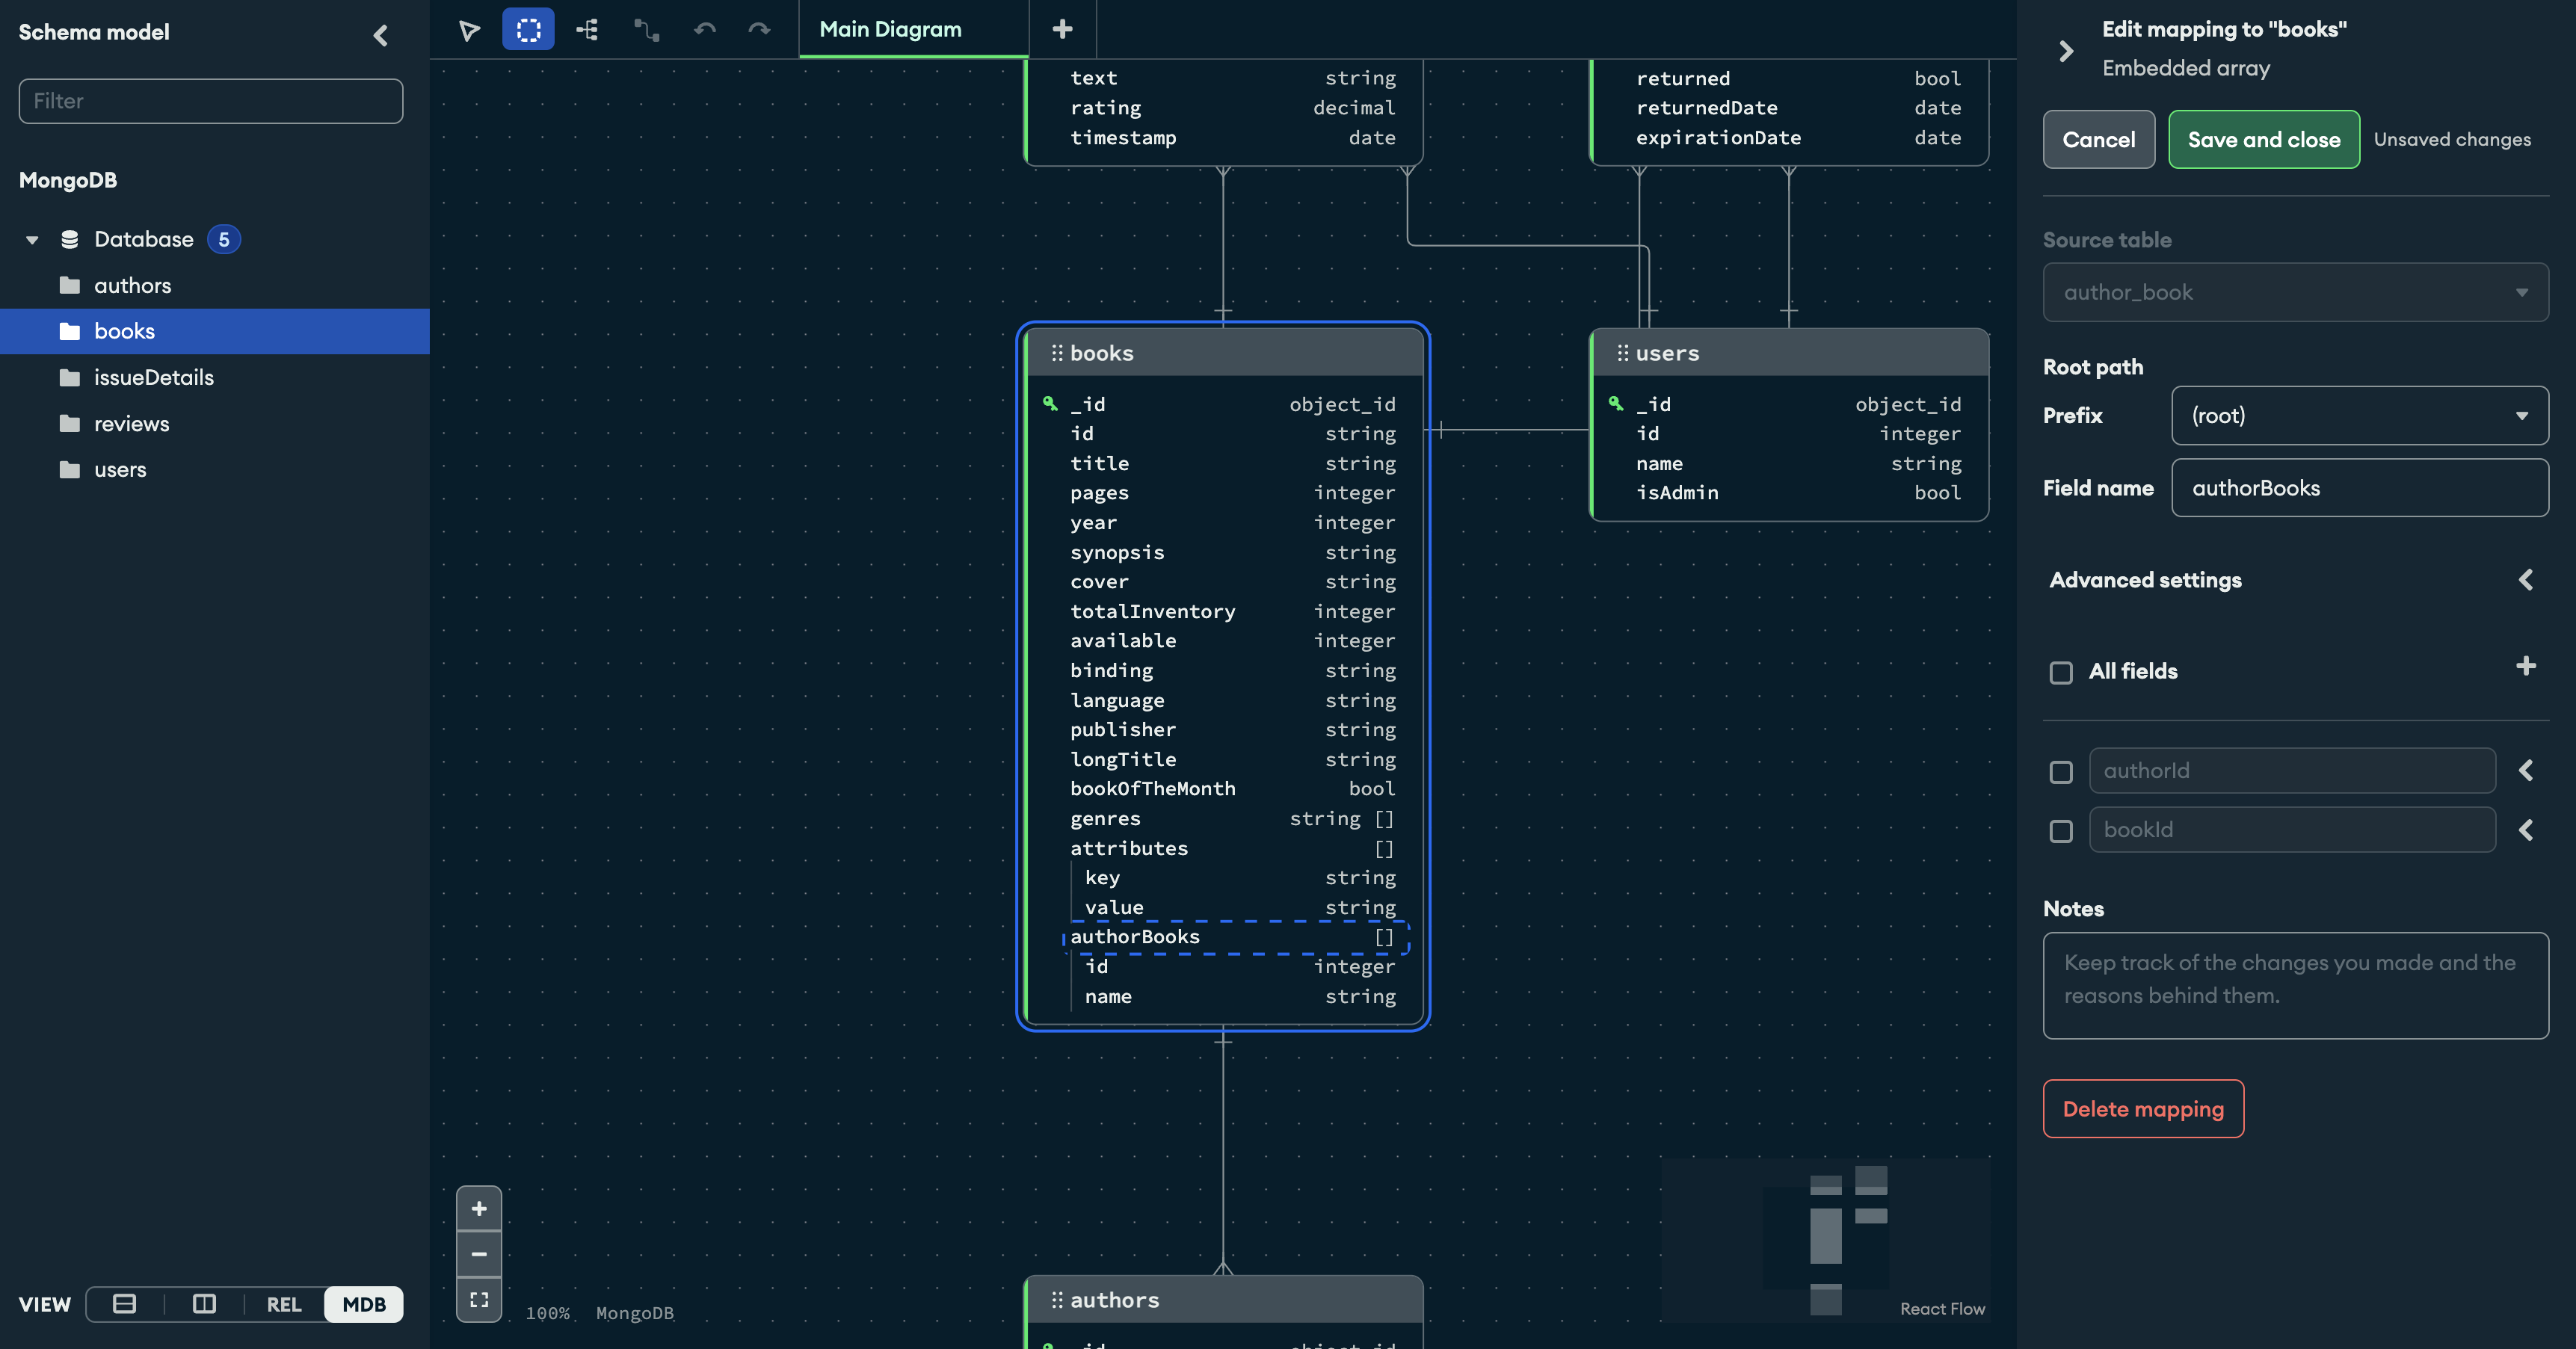 Schema model
Filter
MongoDB
Database 5
authors
books
issueDetails
reviews
users
VIEW REL MDB
Main Diagram
text string
rating decimal
timestamp date
returned bool
returnedDate date
expirationDate date
books
_id object_id
id string
title string
pages integer
year integer
synopsis string
cover string
totalInventory integer
available integer
binding string
language string
publisher string
longTitle string
bookOfTheMonth bool
genres string []
attributes []
key string
value string
authorBooks []
id integer
name string
users
_id object_id
id integer
name string
isAdmin bool
authors
_id object_id
100% MongoDB
React Flow
Edit mapping to "books"
Embedded array
Cancel Save and close Unsaved changes
Source table
author_book
Root path
Prefix (root)
Field name authorBooks
Advanced settings
All fields
authorId
bookId
Notes
Keep track of the changes you made and the
reasons behind them.
Delete mapping